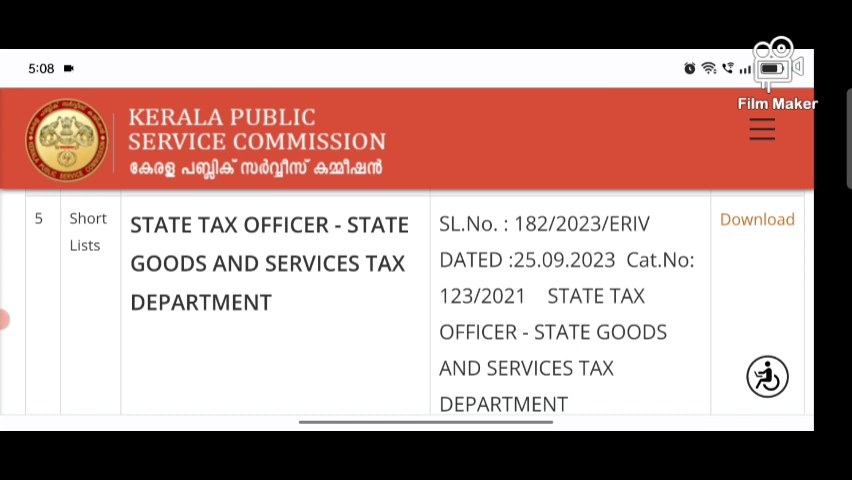 5:08
Film Maker
KERALA PUBLIC
SERVICE COMMISSION
കേരള പബ്ലിക് സർവ്വീസ് കമ്മീഷൻ
5
Short
Lists
STATE TAX OFFICER - STATE
GOODS AND SERVICES TAX
DEPARTMENT
SL.No. : 182/2023/ERIV
DATED :25.09.2023 Cat.No:
123/2021 STATE TAX
OFFICER - STATE GOODS
AND SERVICES TAX
DEPARTMENT
Download